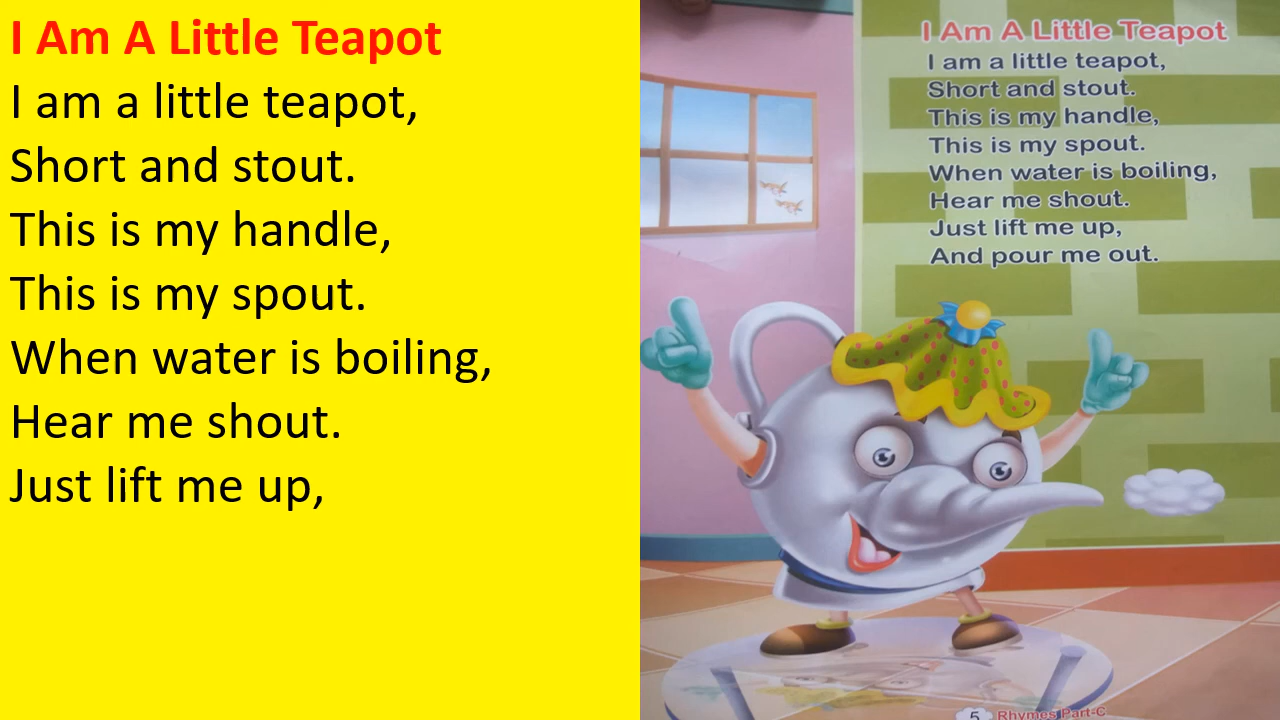 I Am A Little Teapot
I am a little teapot,
Short and stout.
This is my handle,
This is my spout.
When water is boiling,
Hear me shout.
Just lift me up,
I Am A Little Teapot
I am a little teapot,
Short and stout.
This is my handle,
This is my spout.
When water is boiling,
Hear me shout.
Just lift me up,
And pour me out.
5 Rhymes Part-C